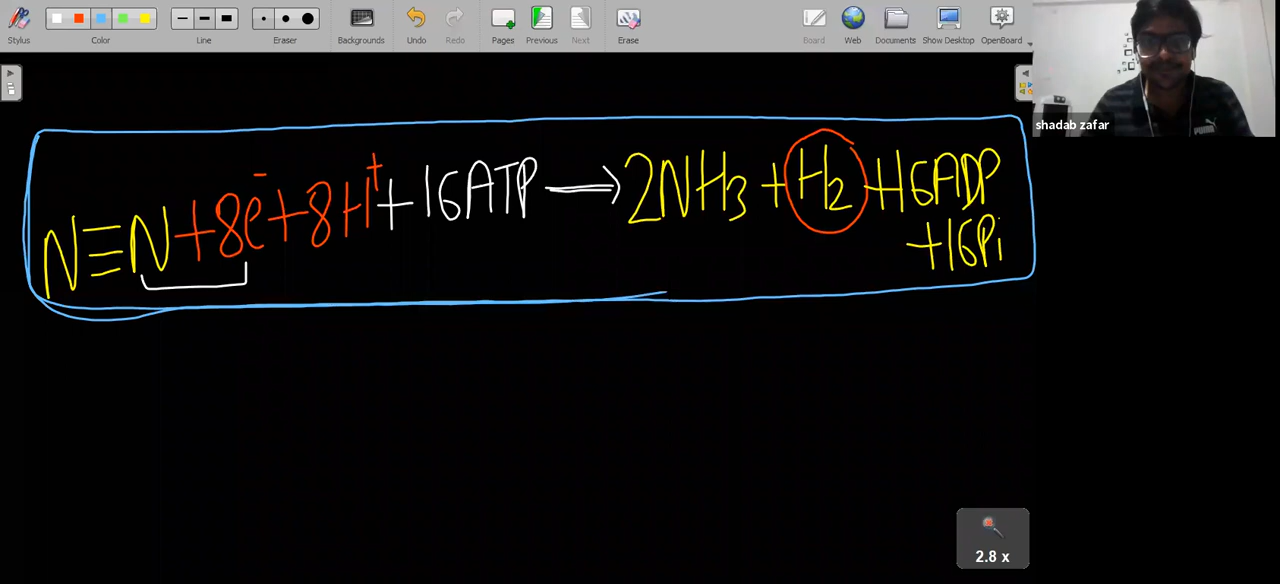 Stylus Color Line Eraser Backgrounds Undo Redo Pages Previous Next Erase Board Web Documents Show Desktop OpenBoard
shadab zafar
N≡N + 8e⁻ + 8H⁺ + 16ATP ⟹ 2NH₃ + H₂ + 16ADP
+ 16Pi
2.8 x